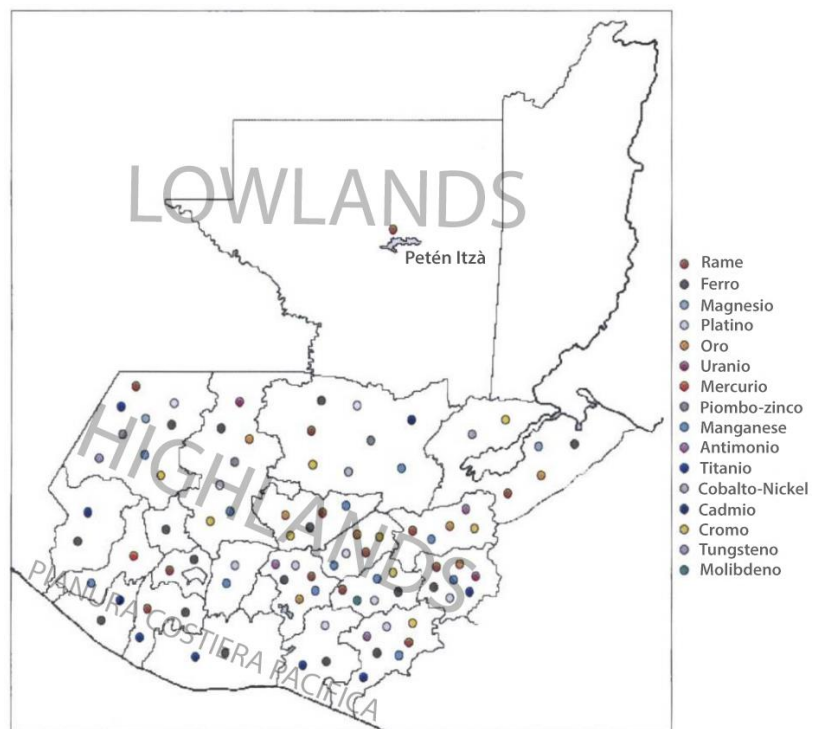 LOWLANDS
Petén Itzà
HIGHLANDS
PIANURA COSTIERA PACIFICA
Rame
Ferro
Magnesio
Platino
Oro
Uranio
Mercurio
Piombo-zinco
Manganese
Antimonio
Titanio
Cobalto-Nickel
Cadmio
Cromo
Tungsteno
Molibdeno